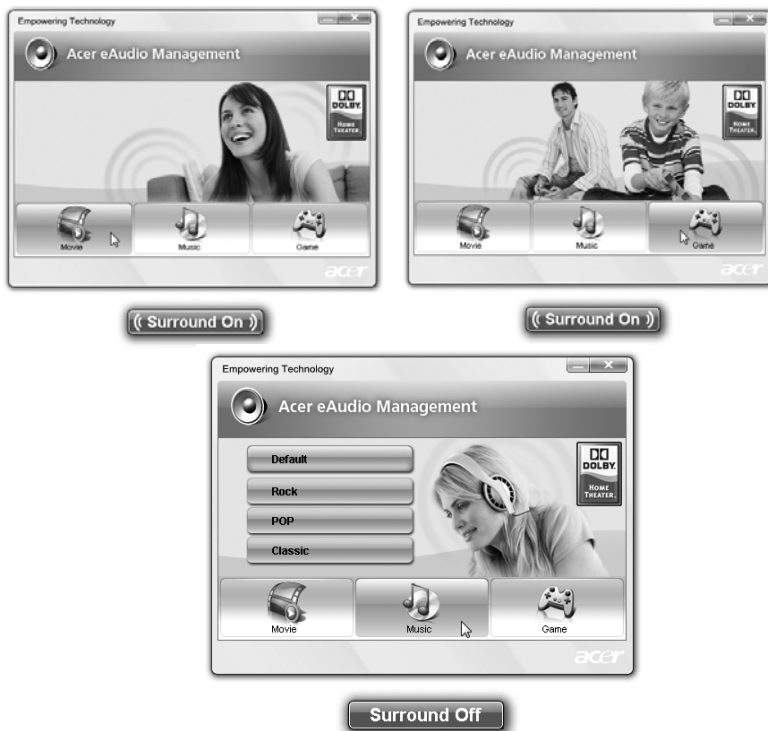 Empowering Technology
Acer eAudio Management
DOLBY
HOME
THEATER
Movie
Music
Game
acer
(( Surround On ))
Empowering Technology
Acer eAudio Management
DOLBY
HOME
THEATER
Movie
Music
Game
acer
(( Surround On ))
Empowering Technology
Acer eAudio Management
Default
Rock
POP
Classic
DOLBY
HOME
THEATER
Movie
Music
Game
acer
Surround Off